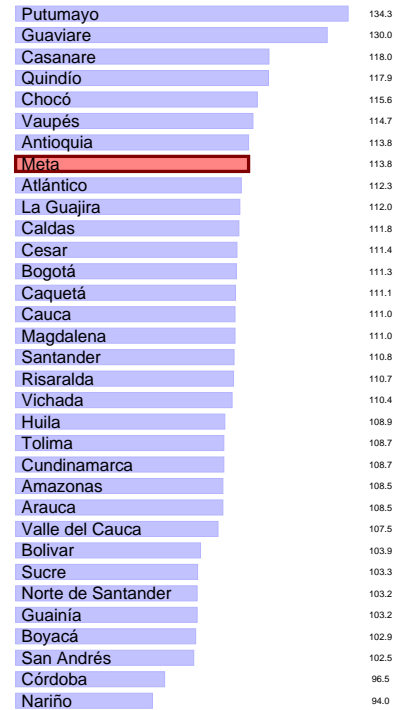 Putumayo 134.3
Guaviare 130.0
Casanare 118.0
Quindío 117.9
Chocó 115.6
Vaupés 114.7
Antioquia 113.8
Meta 113.8
Atlántico 112.3
La Guajira 112.0
Caldas 111.8
Cesar 111.4
Bogotá 111.3
Caquetá 111.1
Cauca 111.0
Magdalena 111.0
Santander 110.8
Risaralda 110.7
Vichada 110.4
Huila 108.9
Tolima 108.7
Cundinamarca 108.7
Amazonas 108.5
Arauca 108.5
Valle del Cauca 107.5
Bolivar 103.9
Sucre 103.3
Norte de Santander 103.2
Guainía 103.2
Boyacá 102.9
San Andrés 102.5
Córdoba 96.5
Nariño 94.0